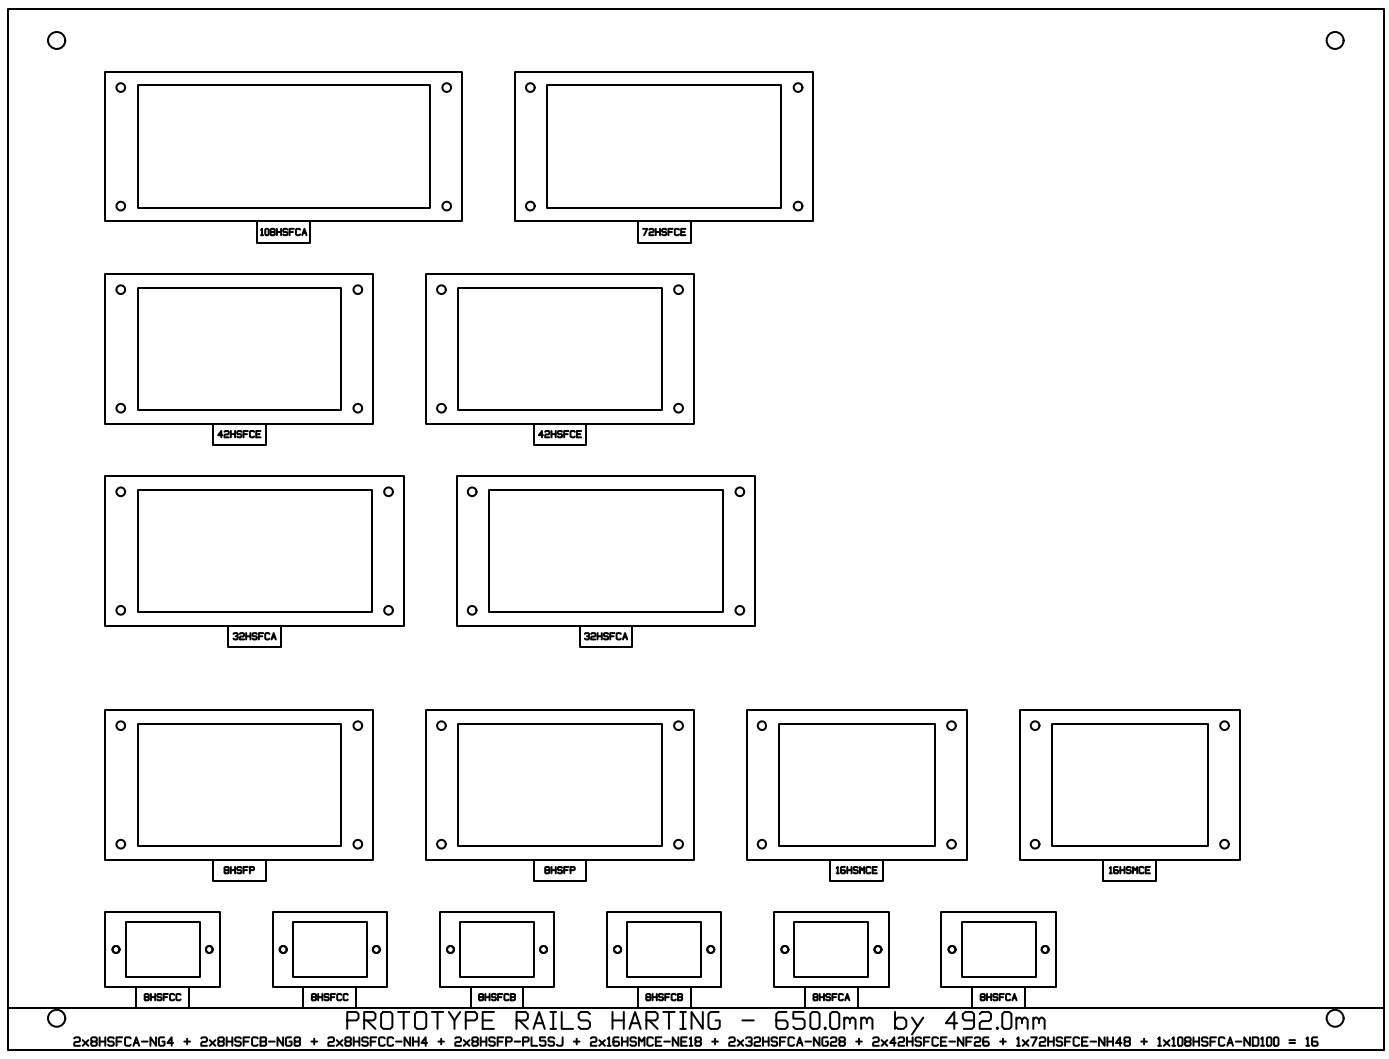 108HSFCA 72HSFCE
42HSFCE 42HSFCE
32HSFCA 32HSFCA
8HSFP 8HSFP 16HSMCE 16HSMCE
8HSFCC 8HSFCC 8HSFCB 8HSFCB 8HSFCA 8HSFCA
PROTOTYPE RAILS HARTING - 650.0mm by 492.0mm
2x8HSFCA-NG4 + 2x8HSFCB-NG8 + 2x8HSFCC-NH4 + 2x8HSFP-PL5SJ + 2x16HSMCE-NE18 + 2x32HSFCA-NG28 + 2x42HSFCE-NF26 + 1x72HSFCE-NH48 + 1x108HSFCA-ND100 = 16